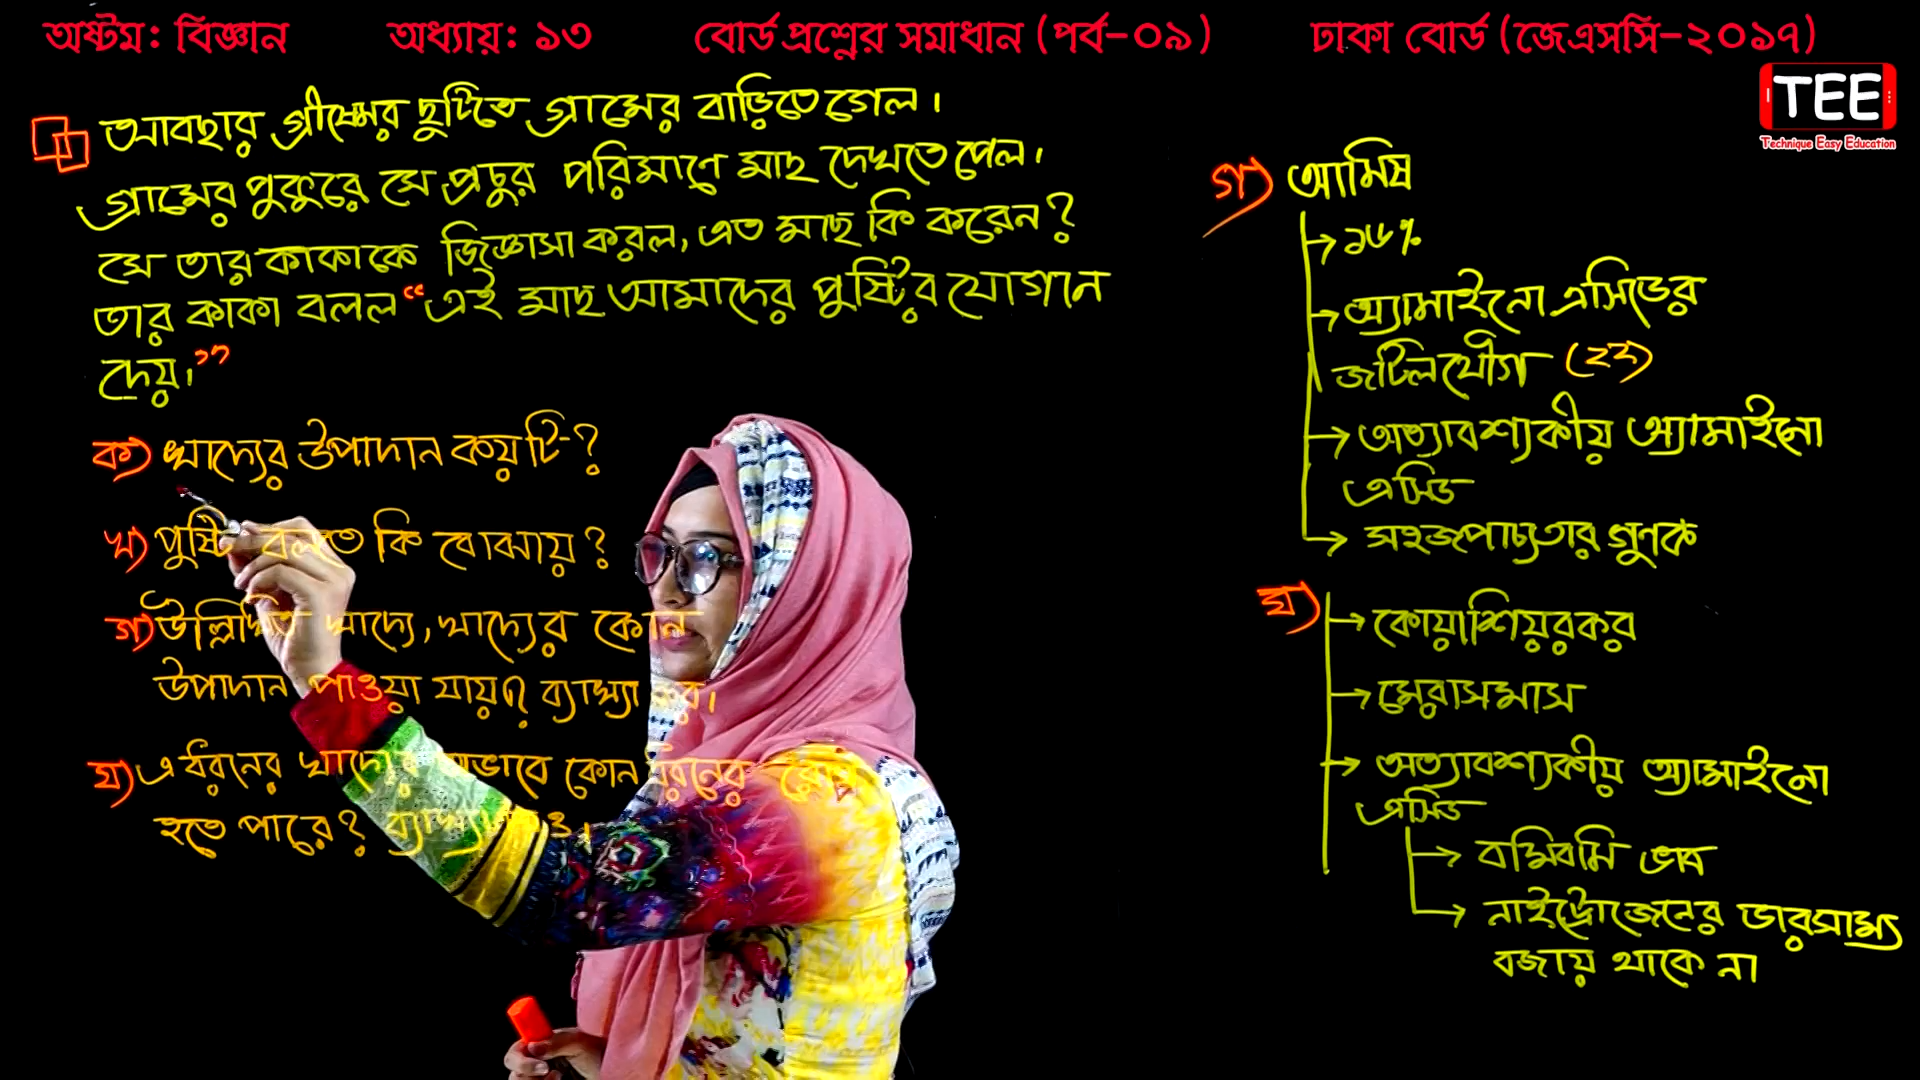 অষ্টম: বিজ্ঞান অধ্যায়: ১৩ বোর্ড প্রশ্নের সমাধান (পর্ব-০৯) ঢাকা বোর্ড (জেএসসি-২০১৭)
TEE
Technique Easy Education
আবহার গ্রীষ্মের ছুটিতে গ্রামের বাড়িতে গেল।
গ্রামের পুকুরে সে প্রচুর পরিমাণে মাছ দেখতে পেল।
সে তার কাকাকে জিজ্ঞাসা করল, এত মাছ কি করেন?
তার কাকা বলল “এই মাছ আমাদের পুষ্টির যোগান
দেয়।”
ক) খাদ্যের উপাদান কয়টি?
খ) পুষ্টি বলতে কি বোঝায়?
গ) উল্লিখিত খাদ্যে, খাদ্যের কোন
উপাদান পাওয়া যায়? ব্যাখ্যা কর।
ঘ) এ ধরনের খাদ্যের অভাবে কোন ধরনের রোগ
হতে পারে? ব্যাখ্যা দাও।
গ) আমিষ
→ ১৬%
→ অ্যামাইনো এসিডের
জটিল যৌগ (২২)
→ অত্যাবশ্যকীয় অ্যামাইনো
এসিড
→ সহজপাচ্যতার গুণক
ঘ) → কোয়াশিয়রকর
→ মেরাসমাস
→ অত্যাবশ্যকীয় অ্যামাইনো
এসিড
→ বমিবমি ভাব
→ নাইট্রোজেনের ভারসাম্য
বজায় থাকে না